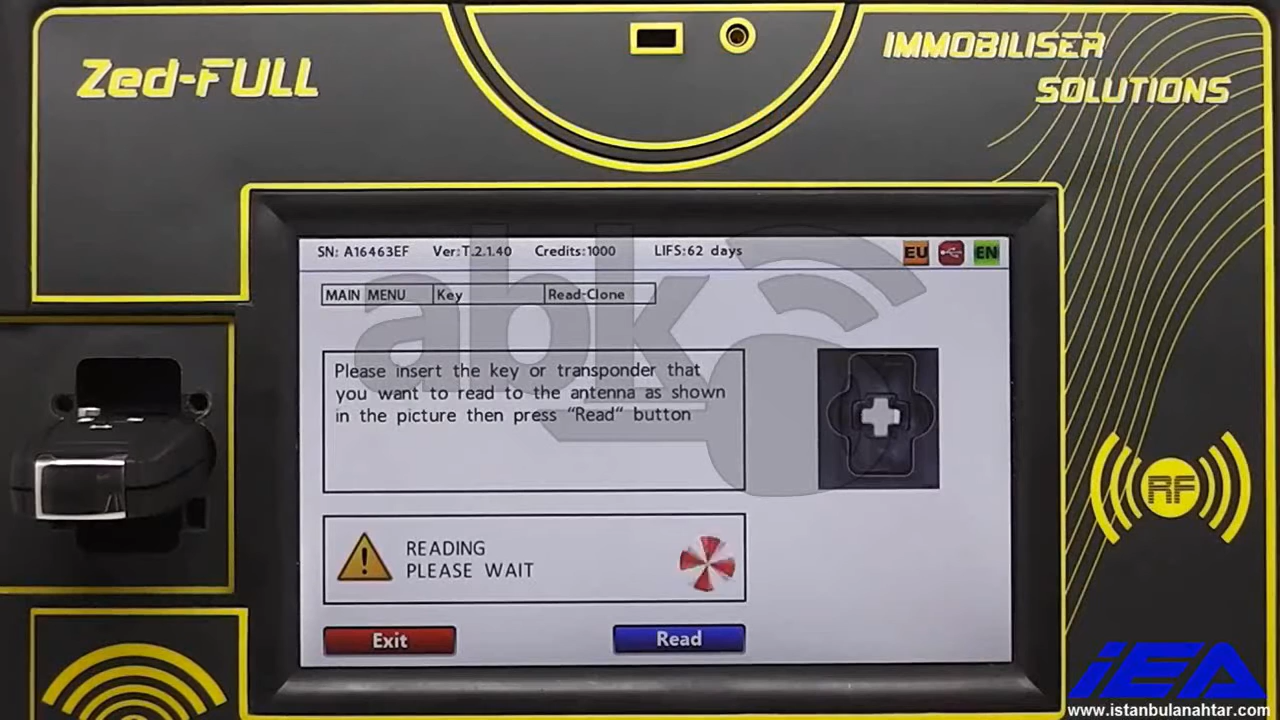 Zed-FULL
IMMOBILISER
SOLUTIONS
SN: A16463EF Ver:T.2.1.40 Credits:1000 LIFS:62 days EU EN
MAIN MENU Key Read-Clone
abk
Please insert the key or transponder that
you want to read to the antenna as shown
in the picture then press "Read" button
READING
PLEASE WAIT
Exit Read
RF
iEA
www.istanbulanahtar.com